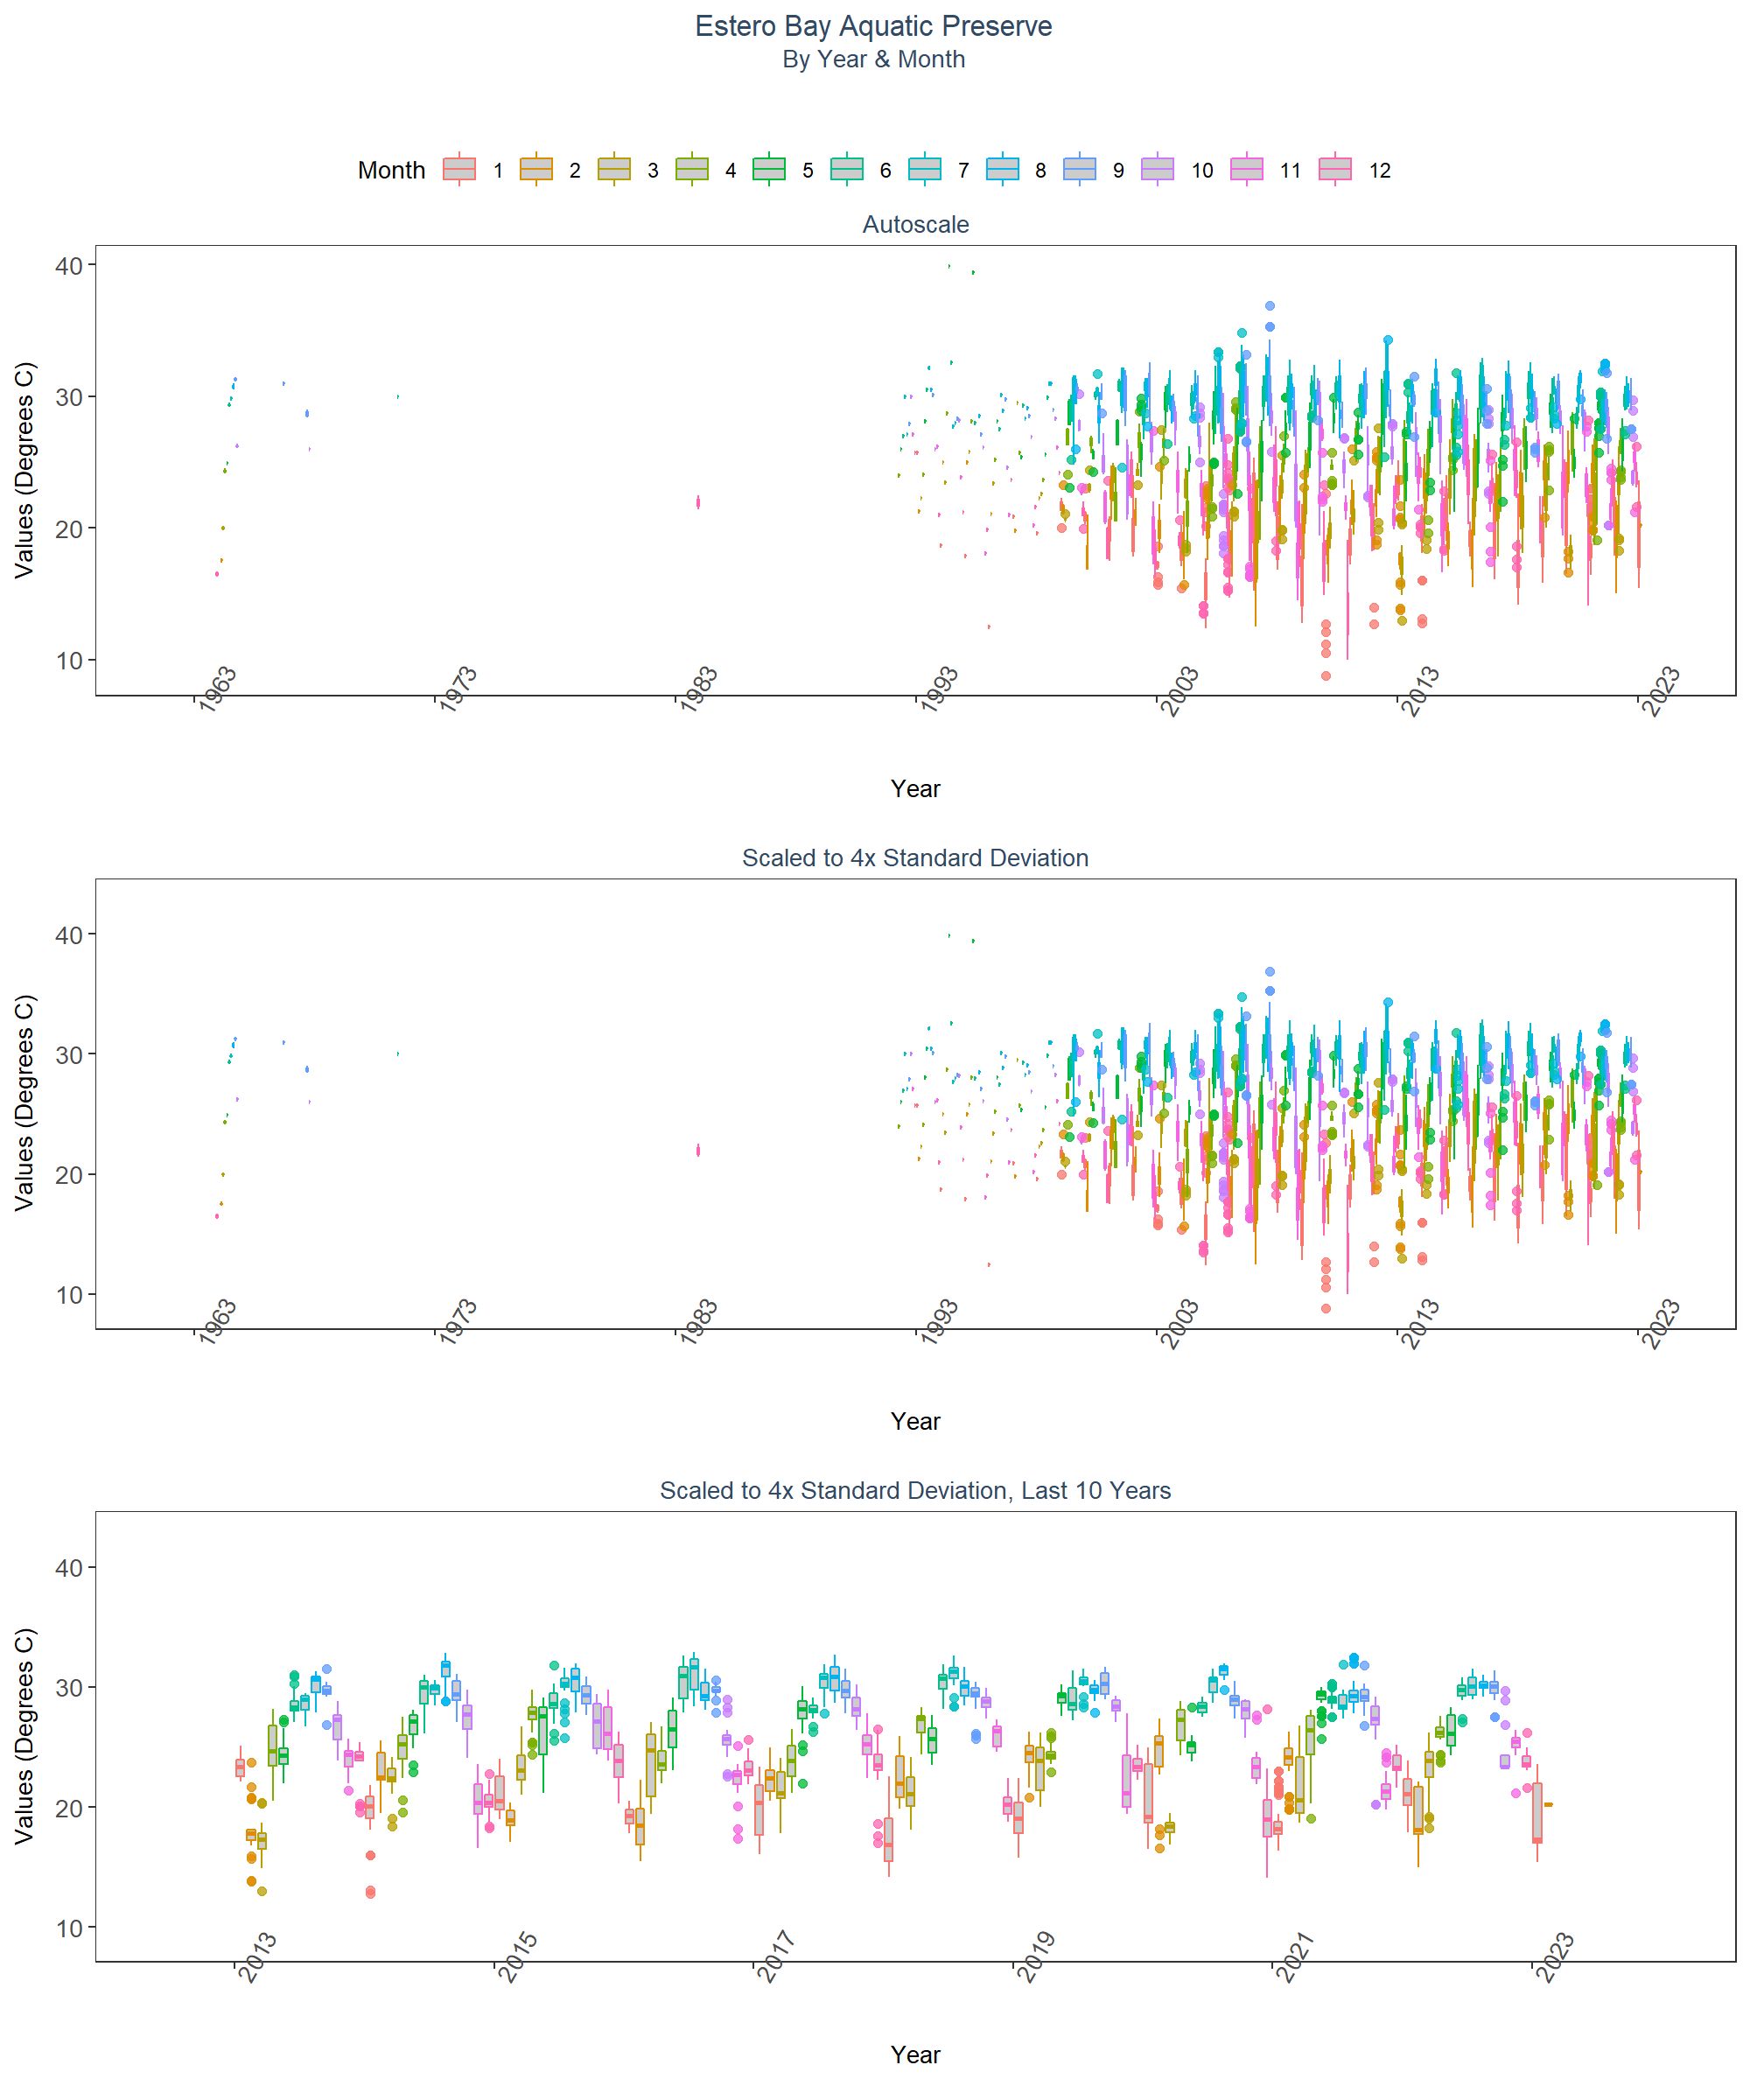 Estero Bay Aquatic Preserve
By Year & Month
Month 1 2 3 4 5 6 7 8 9 10 11 12
Autoscale
Values (Degrees C)
40
30
20
10
1963 1973 1983 1993 2003 2013 2023
Year
Scaled to 4x Standard Deviation
Values (Degrees C)
40
30
20
10
1963 1973 1983 1993 2003 2013 2023
Year
Scaled to 4x Standard Deviation, Last 10 Years
Values (Degrees C)
40
30
20
10
2013 2015 2017 2019 2021 2023
Year